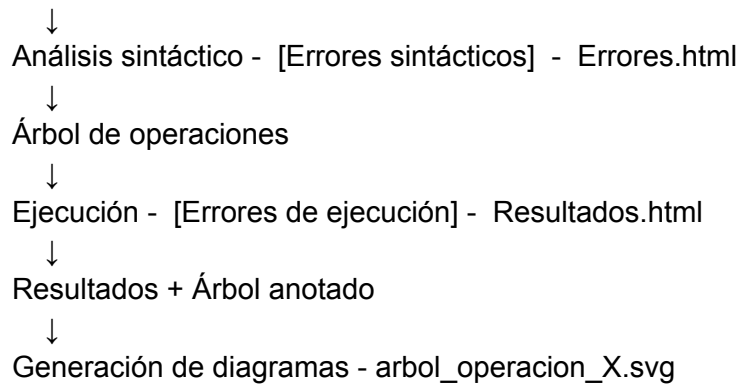 ↓
Análisis sintáctico - [Errores sintácticos] - Errores.html
↓
Árbol de operaciones
↓
Ejecución - [Errores de ejecución] - Resultados.html
↓
Resultados + Árbol anotado
↓
Generación de diagramas - arbol_operacion_X.svg